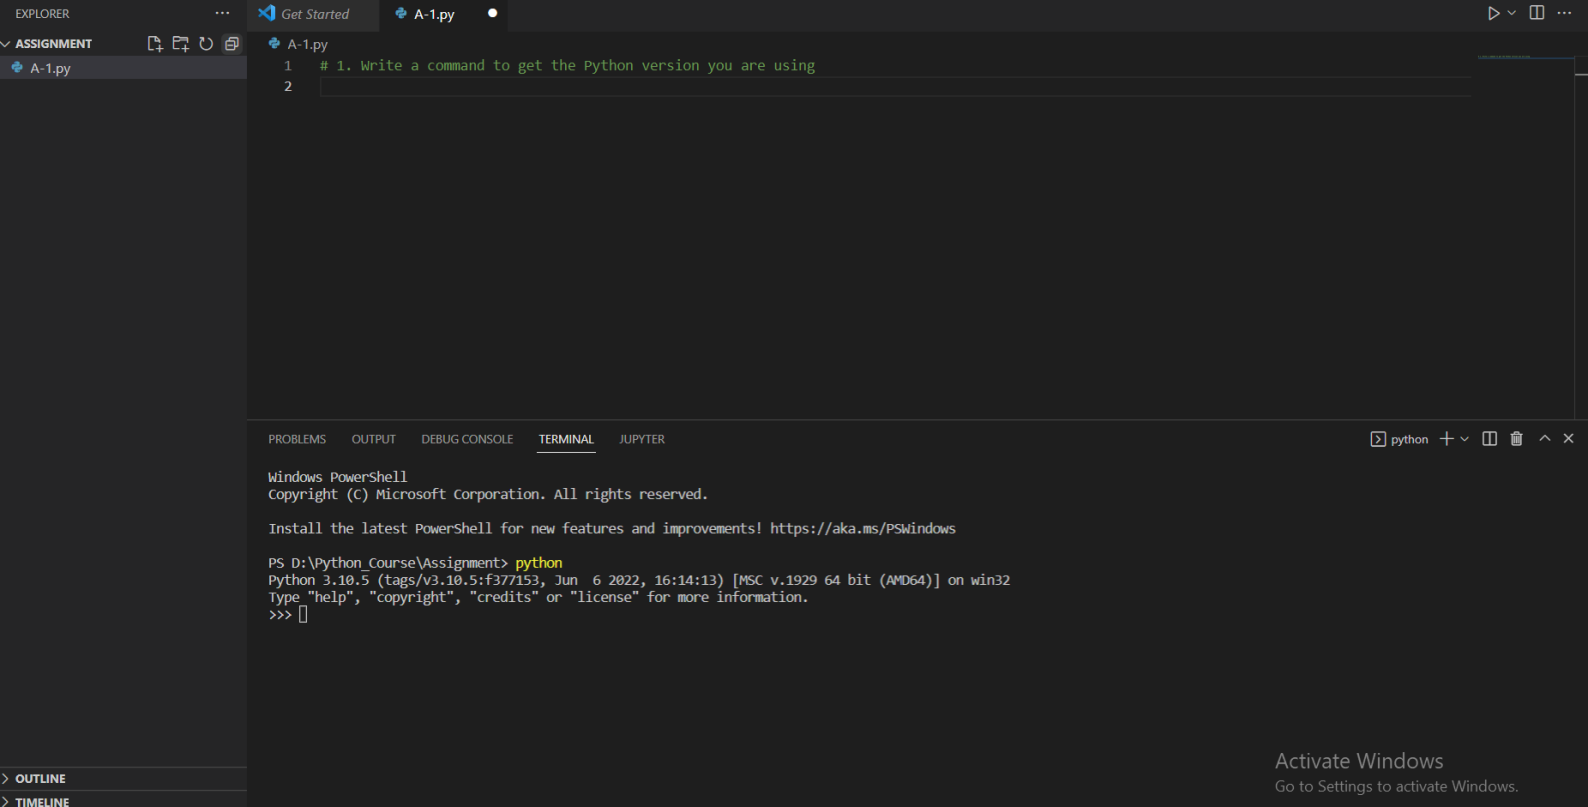 EXPLORER
ASSIGNMENT
A-1.py
OUTLINE
TIMELINE
Get Started
A-1.py
A-1.py
1 # 1. Write a command to get the Python version you are using
2
PROBLEMS OUTPUT DEBUG CONSOLE TERMINAL JUPYTER
python
Windows PowerShell
Copyright (C) Microsoft Corporation. All rights reserved.
Install the latest PowerShell for new features and improvements! https://aka.ms/PSWindows
PS D:\Python_Course\Assignment> python
Python 3.10.5 (tags/v3.10.5:f377153, Jun  6 2022, 16:14:13) [MSC v.1929 64 bit (AMD64)] on win32
Type "help", "copyright", "credits" or "license" for more information.
>>>
Activate Windows
Go to Settings to activate Windows.